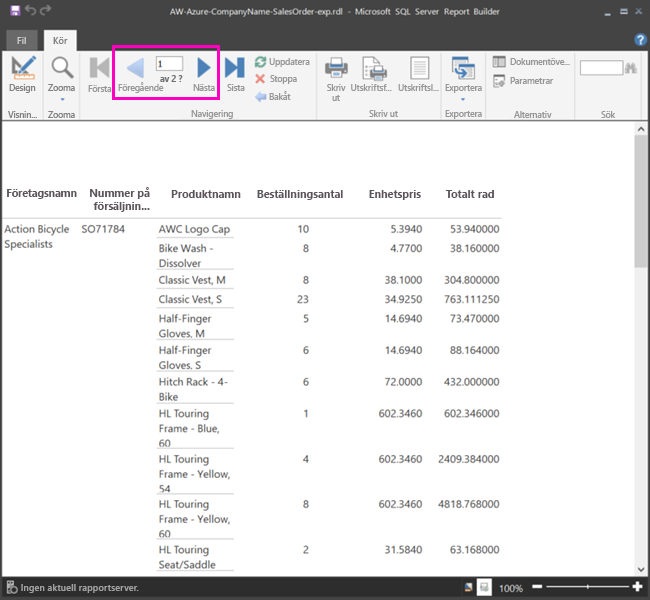 AW-Azure-CompanyName-SalesOrder-exp.rdl - Microsoft SQL Server Report Builder
Fil Kör
Design
Visnin...
Zooma
Zooma
Första
Föregående
1
av 2 ?
Nästa
Sista
Uppdatera
Stoppa
Bakåt
Navigering
Skriv
ut
Utskriftsf...
Utskriftsl...
Skriv ut
Exportera
Exportera
Dokumentöve...
Parametrar
Alternativ
Sök
Företagsnamn Nummer på Produktnamn Beställningsantal Enhetspris Totalt rad
försäljnin...
Action Bicycle SO71784 AWC Logo Cap 10 5.3940 53.940000
Specialists
Bike Wash - 8 4.7700 38.160000
Dissolver
Classic Vest, M 8 38.1000 304.800000
Classic Vest, S 23 34.9250 763.111250
Half-Finger 5 14.6940 73.470000
Gloves, M
Half-Finger 6 14.6940 88.164000
Gloves, S
Hitch Rack - 4- 6 72.0000 432.000000
Bike
HL Touring 1 602.3460 602.346000
Frame - Blue,
60
HL Touring 4 602.3460 2409.384000
Frame - Yellow,
54
HL Touring 8 602.3460 4818.768000
Frame - Yellow,
60
HL Touring 2 31.5840 63.168000
Seat/Saddle
Ingen aktuell rapportserver. 100%